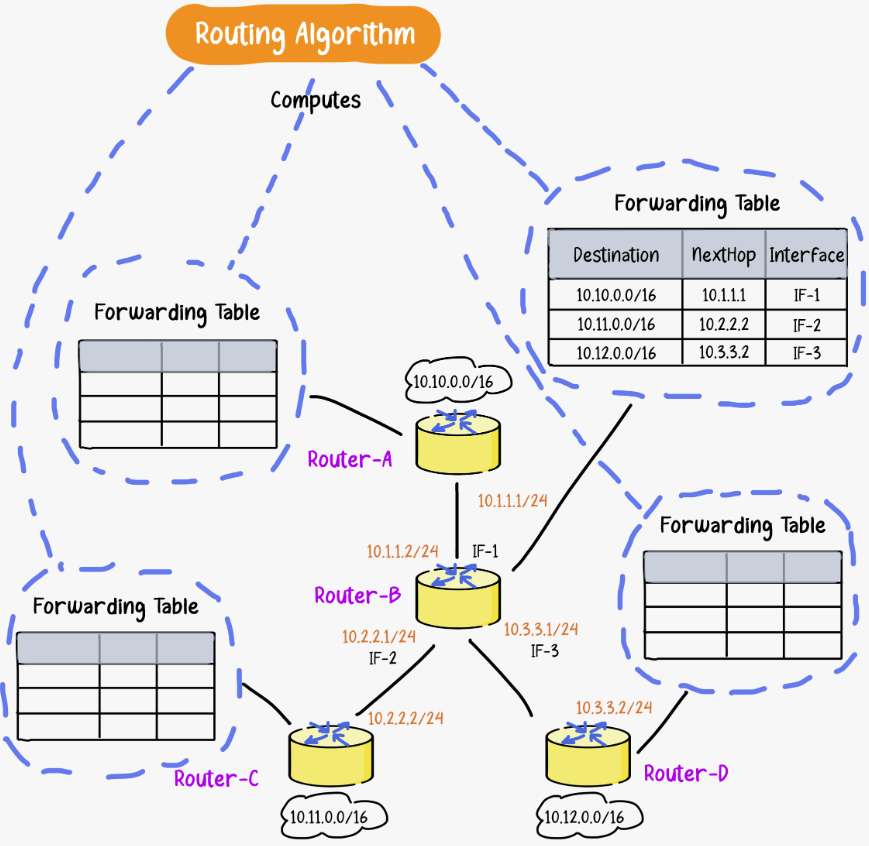 Routing Algorithm
Computes
Forwarding Table
Destination NextHop Interface
10.10.0.0/16 10.1.1.1 IF-1
10.11.0.0/16 10.2.2.2 IF-2
10.12.0.0/16 10.3.3.2 IF-3
Forwarding Table
10.10.0.0/16
Router-A
10.1.1.1/24
10.1.1.2/24 IF-1
Router-B
10.2.2.1/24
IF-2
10.3.3.1/24
IF-3
Forwarding Table
Forwarding Table
10.2.2.2/24
10.3.3.2/24
Router-C
Router-D
10.11.0.0/16
10.12.0.0/16